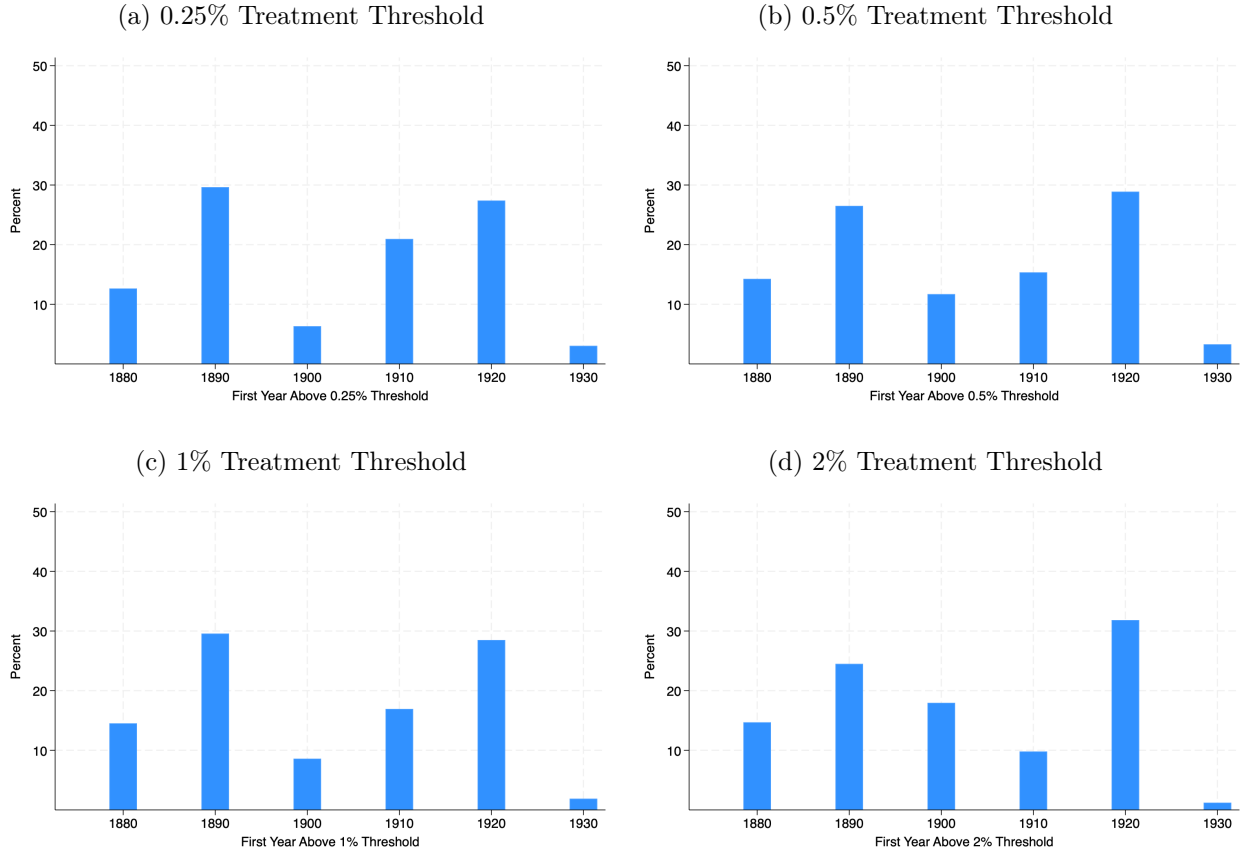 (a) 0.25% Treatment Threshold
50
40
30
20
10
Percent
1880 1890 1900 1910 1920 1930
First Year Above 0.25% Threshold
(b) 0.5% Treatment Threshold
50
40
30
20
10
Percent
1880 1890 1900 1910 1920 1930
First Year Above 0.5% Threshold
(c) 1% Treatment Threshold
50
40
30
20
10
Percent
1880 1890 1900 1910 1920 1930
First Year Above 1% Threshold
(d) 2% Treatment Threshold
50
40
30
20
10
Percent
1880 1890 1900 1910 1920 1930
First Year Above 2% Threshold